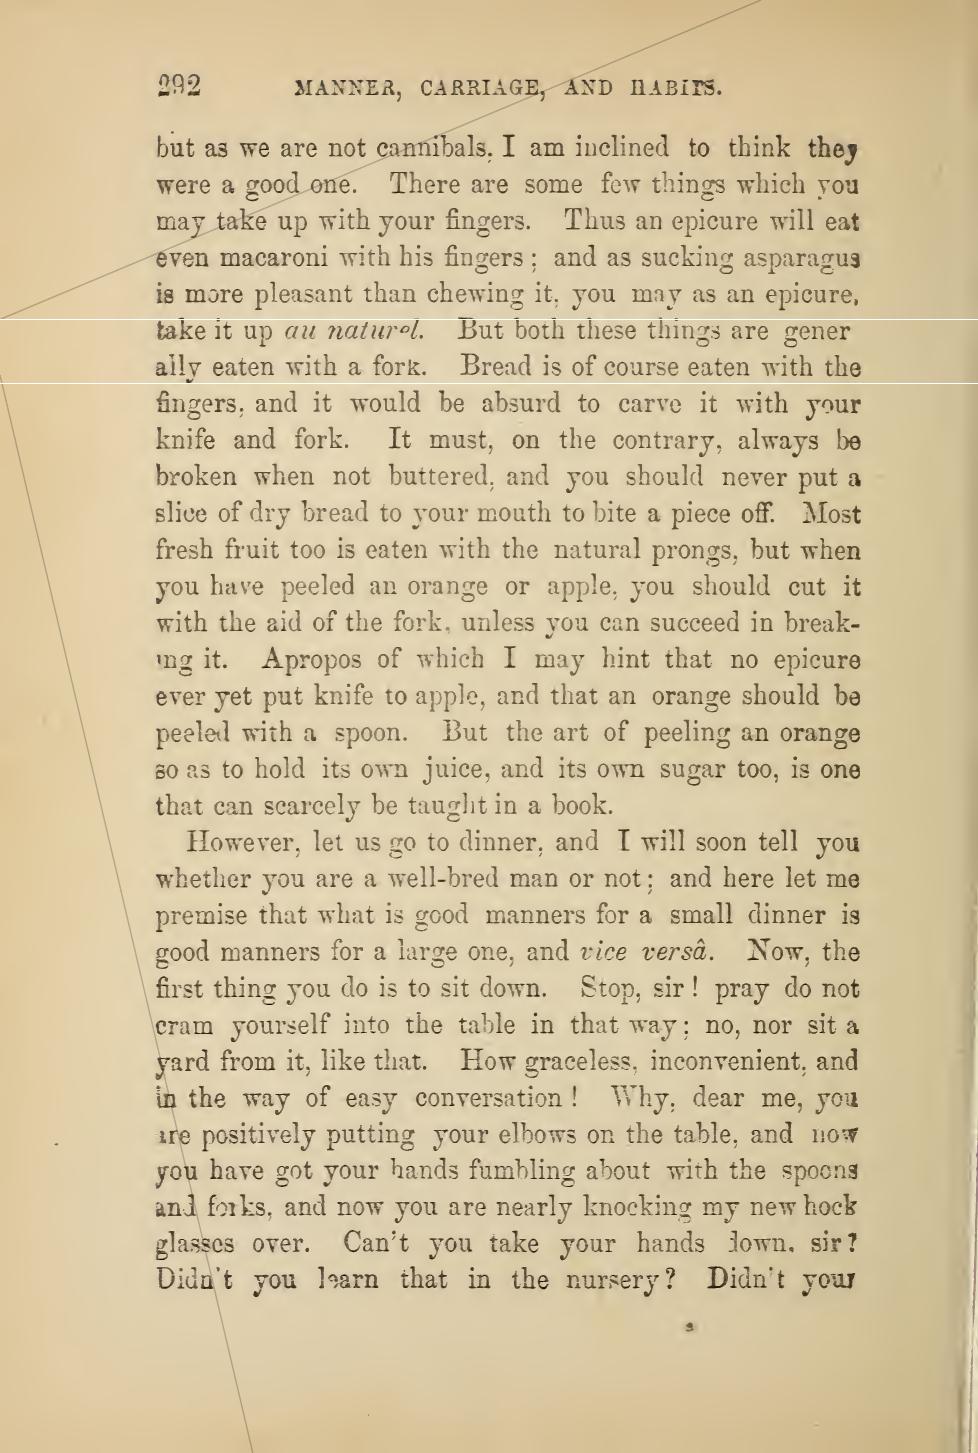 292 MANNER, CARRIAGE, AND HABITS.
but as we are not cannibals, I am inclined to think they
were a good one. There are some few things which you
may take up with your fingers. Thus an epicure will eat
even macaroni with his fingers; and as sucking asparagus
is more pleasant than chewing it, you may as an epicure,
take it up au naturel. But both these things are gener
ally eaten with a fork. Bread is of course eaten with the
fingers, and it would be absurd to carve it with your
knife and fork. It must, on the contrary, always be
broken when not buttered, and you should never put a
slice of dry bread to your mouth to bite a piece off. Most
fresh fruit too is eaten with the natural prongs, but when
you have peeled an orange or apple, you should cut it
with the aid of the fork, unless you can succeed in break-
ing it. Apropos of which I may hint that no epicure
ever yet put knife to apple, and that an orange should be
peeled with a spoon. But the art of peeling an orange
so as to hold its own juice, and its own sugar too, is one
that can scarcely be taught in a book.
However, let us go to dinner, and I will soon tell you
whether you are a well-bred man or not; and here let me
premise that what is good manners for a small dinner is
good manners for a large one, and vice versâ. Now, the
first thing you do is to sit down. Stop, sir! pray do not
cram yourself into the table in that way; no, nor sit a
yard from it, like that. How graceless, inconvenient, and
in the way of easy conversation! Why, dear me, you
are positively putting your elbows on the table, and now
you have got your hands fumbling about with the spoons
and forks, and now you are nearly knocking my new hock
glasses over. Can't you take your hands down, sir?
Didn't you learn that in the nursery? Didn't your